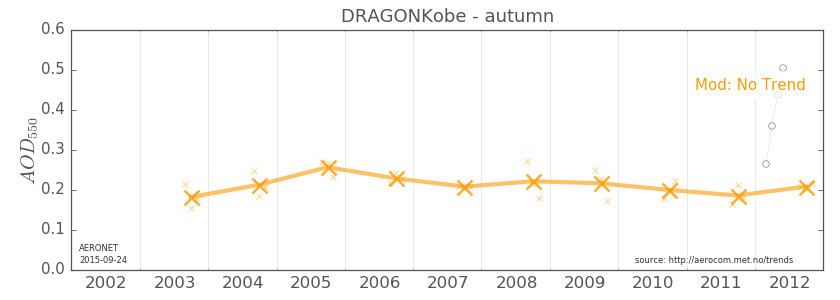 DRAGONKobe - autumn
0.6
0.5
0.4
0.3
0.2
0.1
0.0
AOD550
Mod: No Trend
AERONET
2015-09-24
source: http://aerocom.met.no/trends
2002 2003 2004 2005 2006 2007 2008 2009 2010 2011 2012